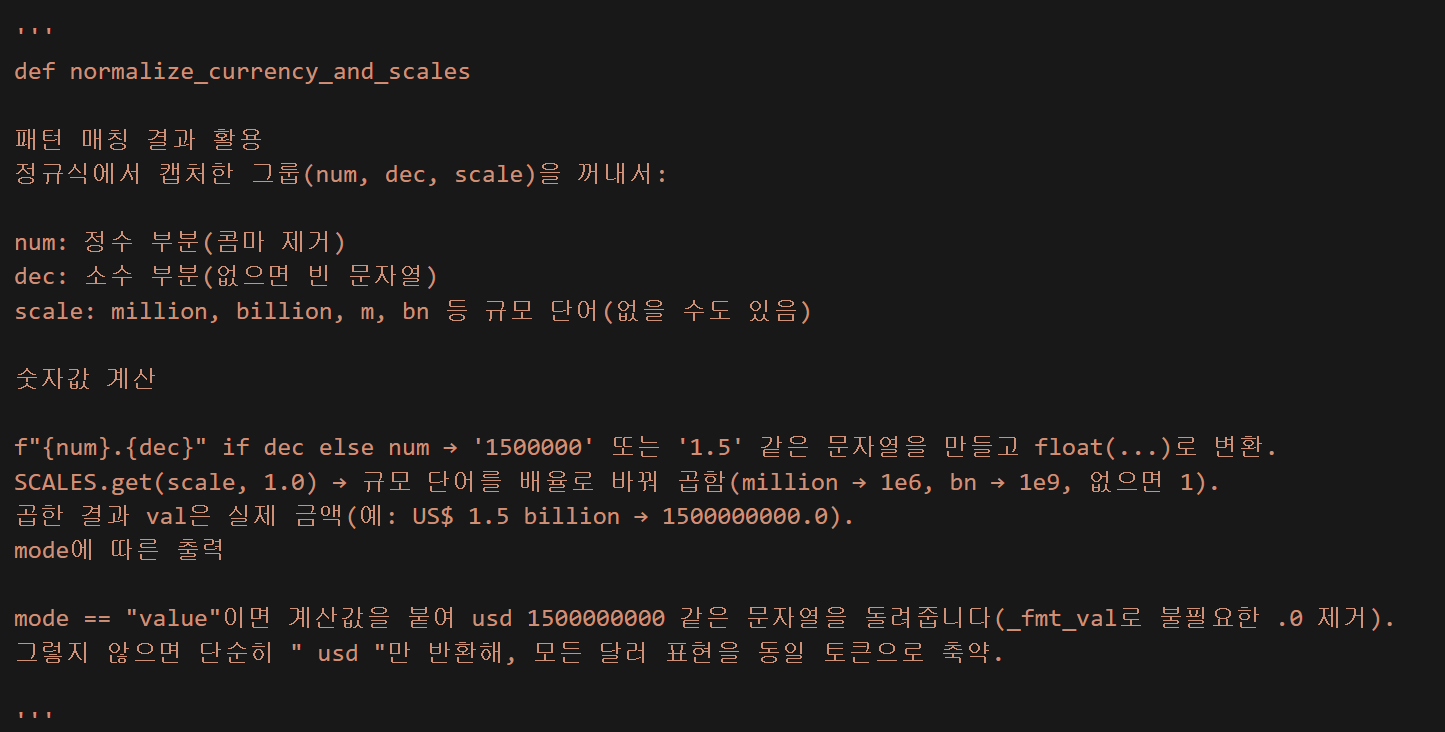 '''
def normalize_currency_and_scales
패턴 매칭 결과 활용
정규식에서 캡처한 그룹(num, dec, scale)을 꺼내서:
num: 정수 부분(콤마 제거)
dec: 소수 부분(없으면 빈 문자열)
scale: million, billion, m, bn 등 규모 단어(없을 수도 있음)
숫자값 계산
f"{num}.{dec}" if dec else num → '1500000' 또는 '1.5' 같은 문자열을 만들고 float(...)로 변환.
SCALES.get(scale, 1.0) → 규모 단어를 배율로 바꿔 곱함(million → 1e6, bn → 1e9, 없으면 1).
곱한 결과 val은 실제 금액(예: US$ 1.5 billion → 1500000000.0).
mode에 따른 출력
mode == "value"이면 계산값을 붙여 usd 1500000000 같은 문자열을 돌려줍니다(_fmt_val로 불필요한 .0 제거).
그렇지 않으면 단순히 " usd "만 반환해, 모든 달러 표현을 동일 토큰으로 축약.
'''